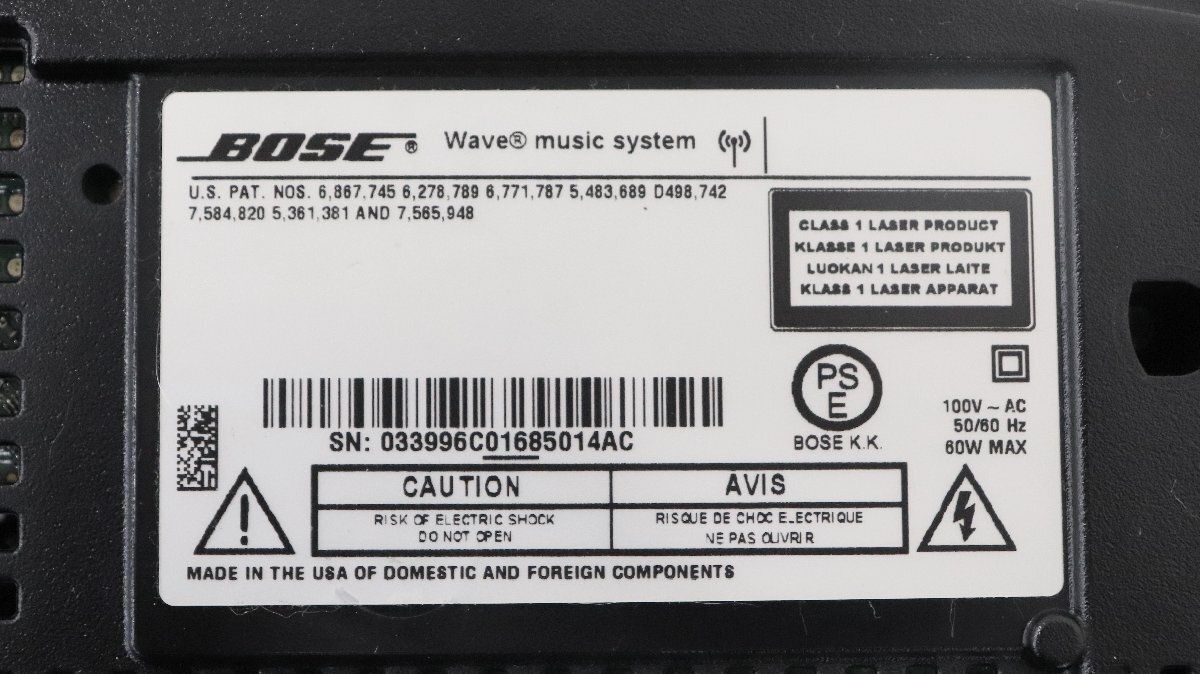 BOSE® Wave® music system
U.S. PAT. NOS. 6,867,745 6,278,789 6,771,787 5,483,689 D498,742
7,584,820 5,361,381 AND 7,565,948
CLASS 1 LASER PRODUCT
KLASSE 1 LASER PRODUKT
LUOKAN 1 LASER LAITE
KLASS 1 LASER APPARAT
PS
E
BOSE K.K.
100V ~ AC
50/60 Hz
60W MAX
SN: 033996C01685014AC
CAUTION
RISK OF ELECTRIC SHOCK
DO NOT OPEN
AVIS
RISQUE DE CHOC ELECTRIQUE
NE PAS OUVRIR
MADE IN THE USA OF DOMESTIC AND FOREIGN COMPONENTS